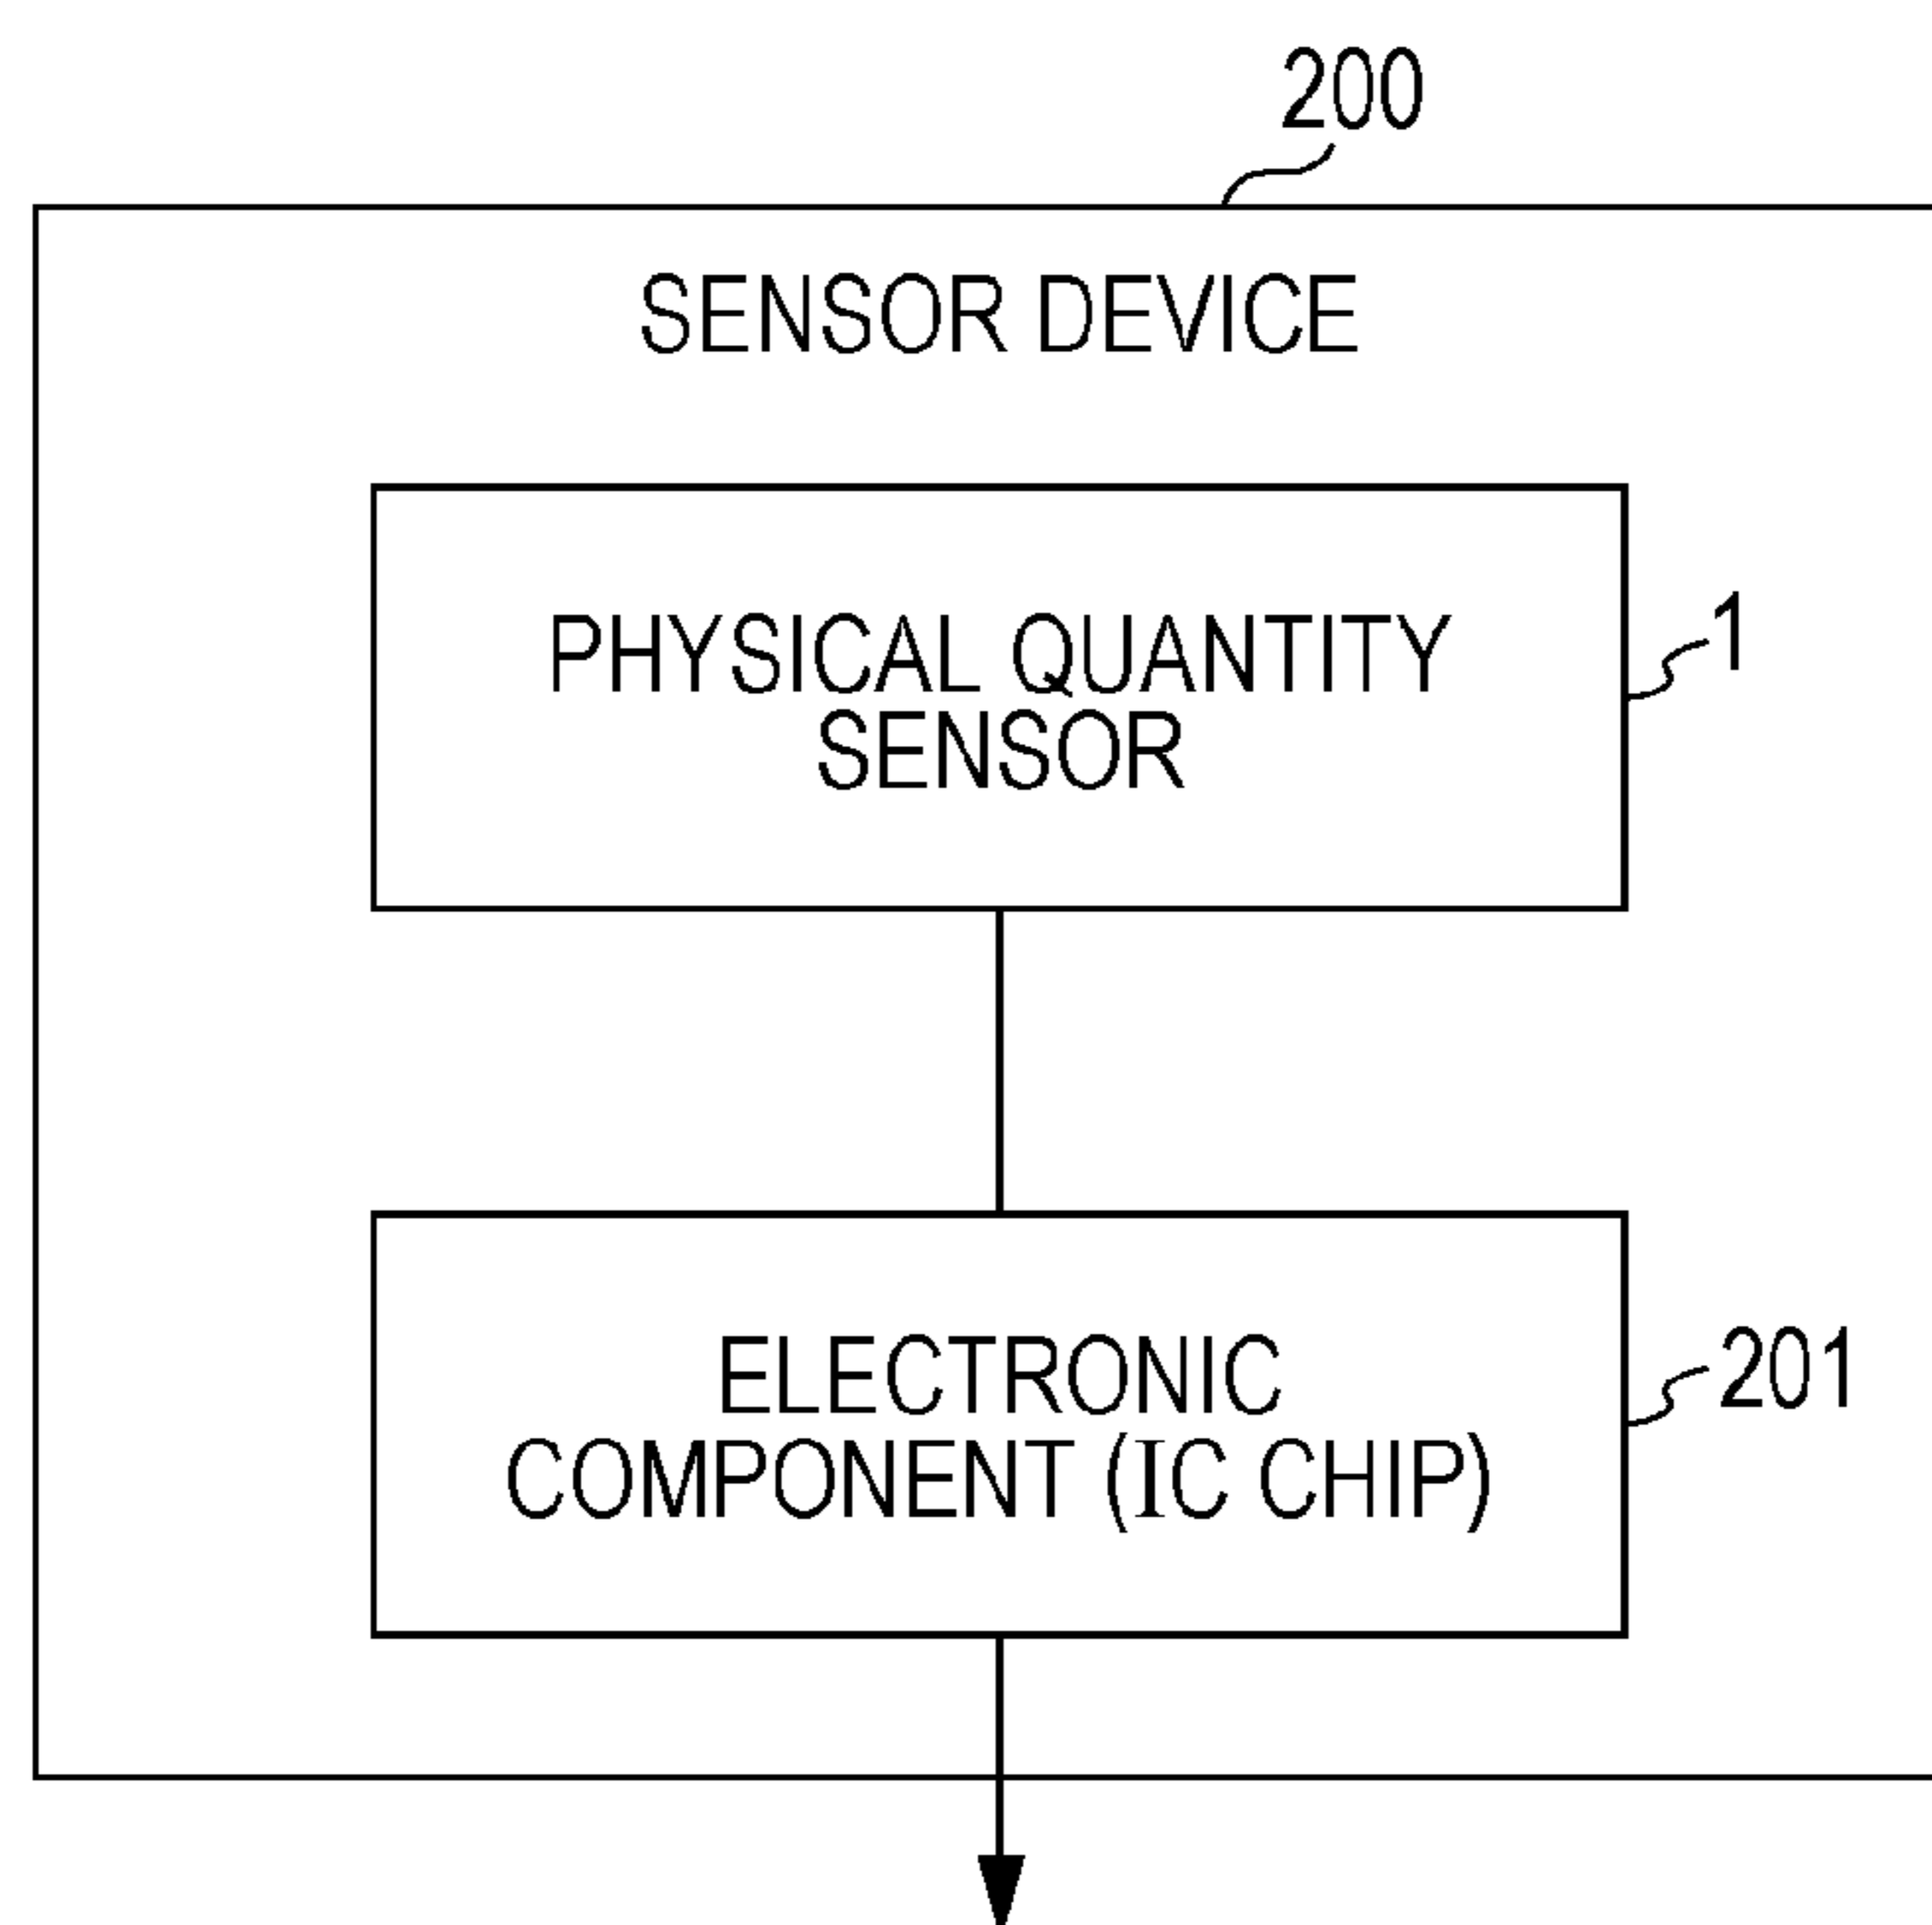 200
SENSOR DEVICE
PHYSICAL QUANTITY
SENSOR
1
ELECTRONIC
COMPONENT (IC CHIP)
201